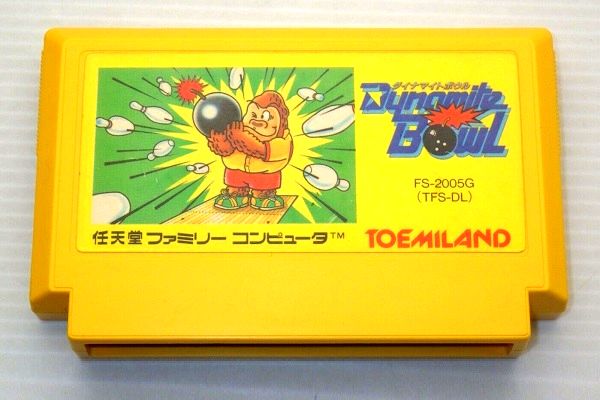 ダイナマイトボウル
Dynamite
Bowl
FS-2005G
(TFS-DL)
任天堂 ファミリー コンピュータ™
TOEMILAND